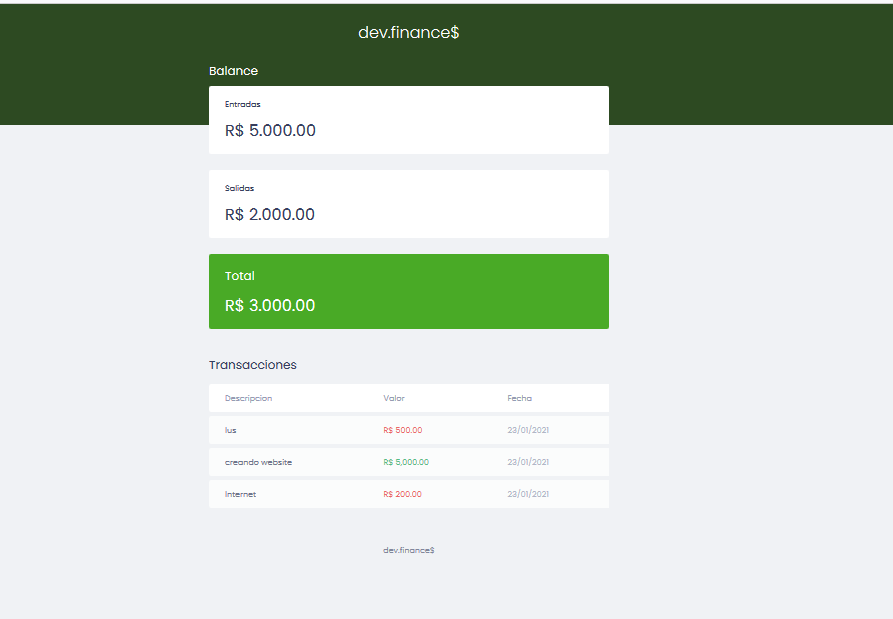 dev.finance$
Balance
Entradas
R$ 5.000.00
Salidas
R$ 2.000.00
Total
R$ 3.000.00
Transacciones
Descripcion Valor Fecha
lus R$ 500.00 23/01/2021
creando website R$ 5,000.00 23/01/2021
Internet R$ 200.00 23/01/2021
dev.finance$